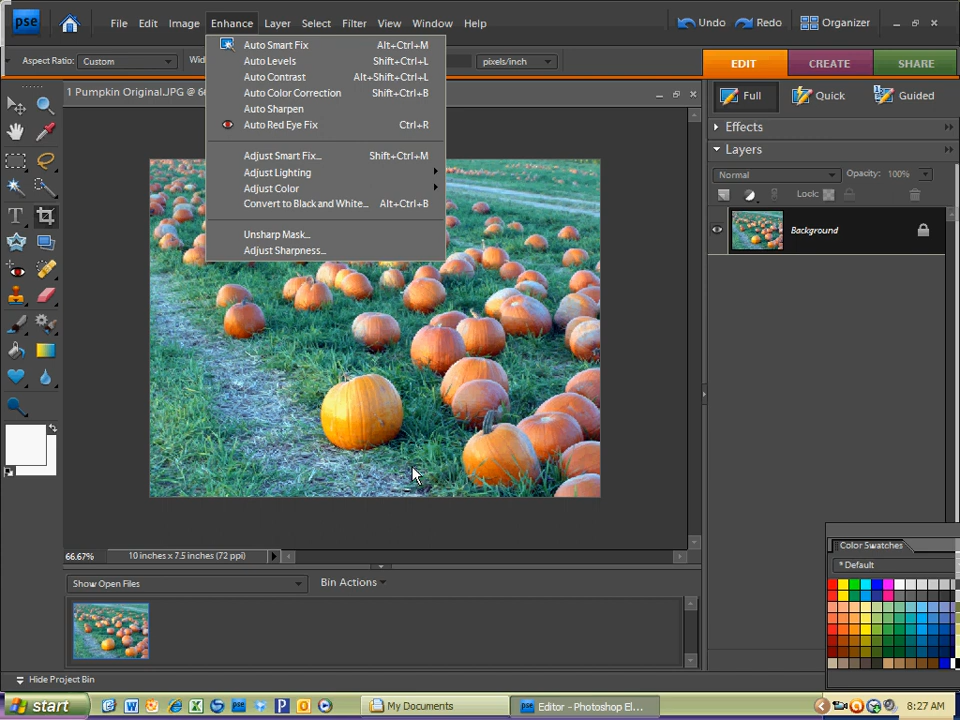 pse File Edit Image Enhance Layer Select Filter View Window Help Undo Redo Organizer
Aspect Ratio: Custom pixels/inch EDIT CREATE SHARE
1 Pumpkin Original.JPG @
Auto Smart Fix Alt+Ctrl+M
Auto Levels Shift+Ctrl+L
Auto Contrast Alt+Shift+Ctrl+L
Auto Color Correction Shift+Ctrl+B
Auto Sharpen
Auto Red Eye Fix Ctrl+R
Adjust Smart Fix... Shift+Ctrl+M
Adjust Lighting
Adjust Color
Convert to Black and White... Alt+Ctrl+B
Unsharp Mask...
Adjust Sharpness...
Full Quick Guided
Effects
Layers
Normal Opacity: 100%
Lock:
Background
66.67% 10 inches x 7.5 inches (72 ppi)
Show Open Files Bin Actions
Hide Project Bin
Color Swatches
*Default
start My Documents Editor - Photoshop El... 8:27 AM